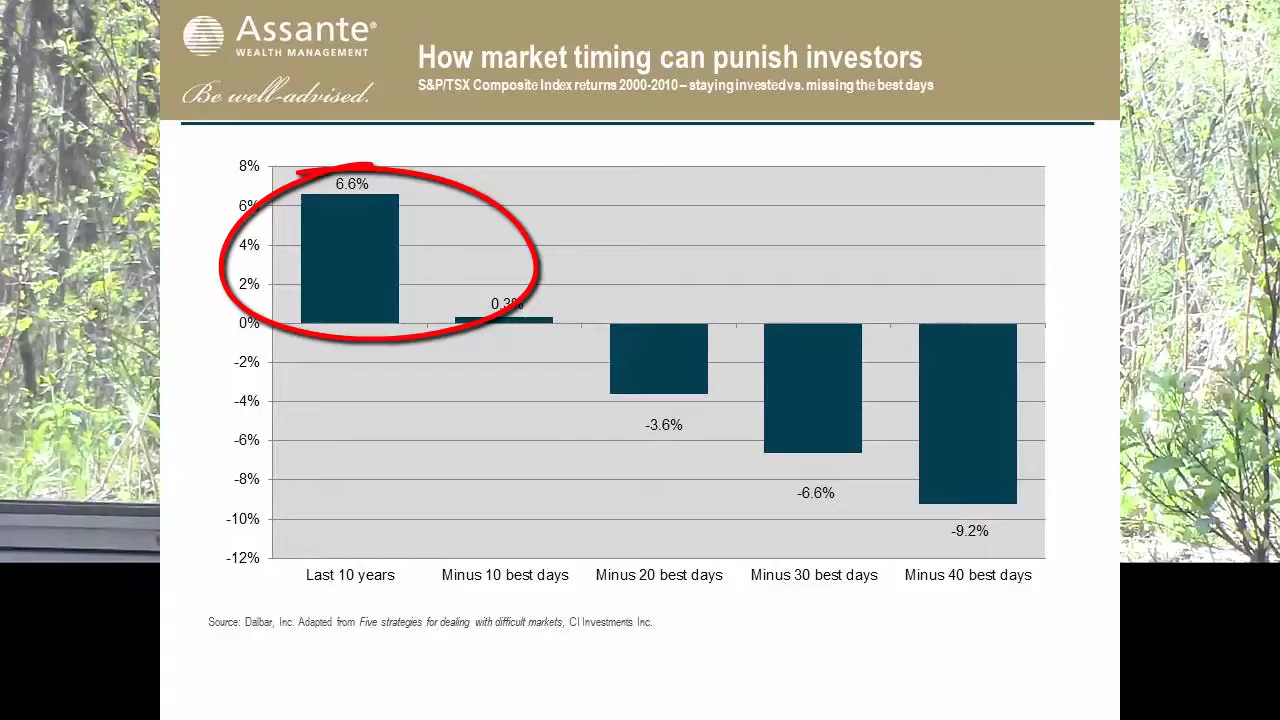 Assante®
WEALTH MANAGEMENT
Be well-advised.
How market timing can punish investors
S&P/TSX Composite Index returns 2000-2010 – staying invested vs. missing the best days
8%
6%
4%
2%
0%
-2%
-4%
-6%
-8%
-10%
-12%
6.6%
0.3%
-3.6%
-6.6%
-9.2%
Last 10 years
Minus 10 best days
Minus 20 best days
Minus 30 best days
Minus 40 best days
Source: Dalbar, Inc. Adapted from Five strategies for dealing with difficult markets, CI Investments Inc.